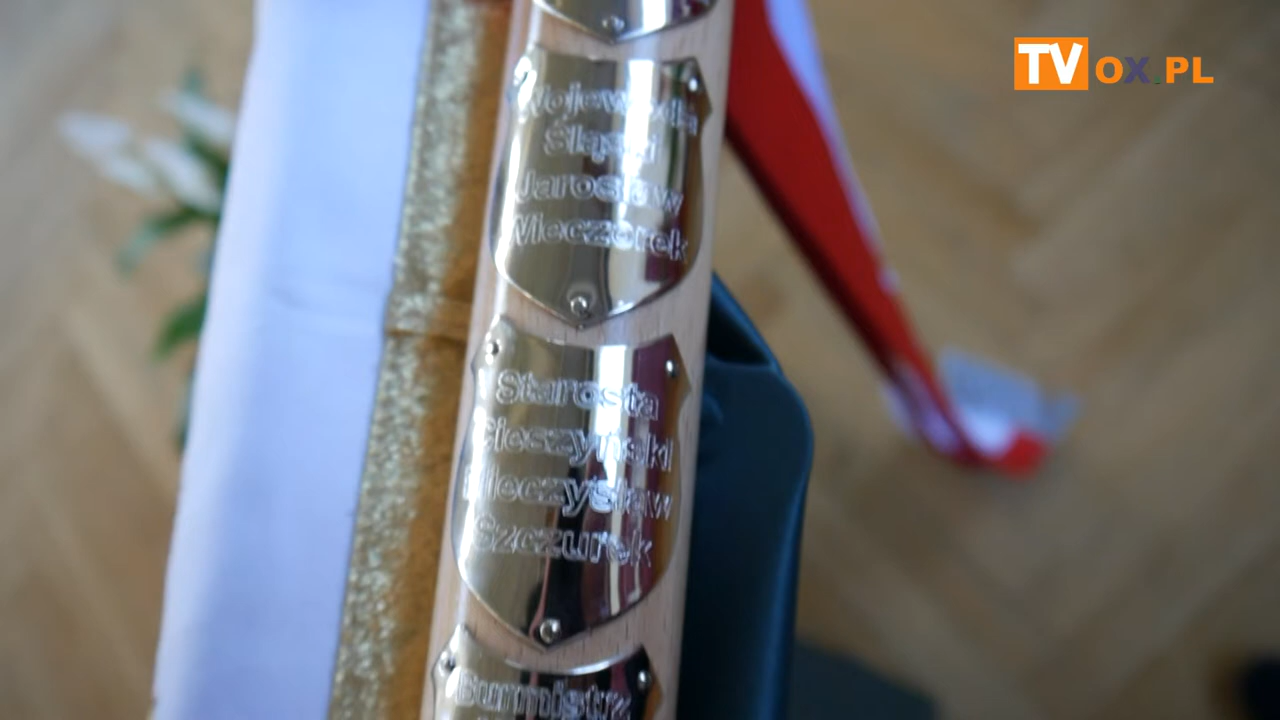 TVOX.PL
Wojewoda
Śląski
Jarosław
Wieczorek
Starosta
Cieszyński
Mieczysław
Szczurek
Burmistrz